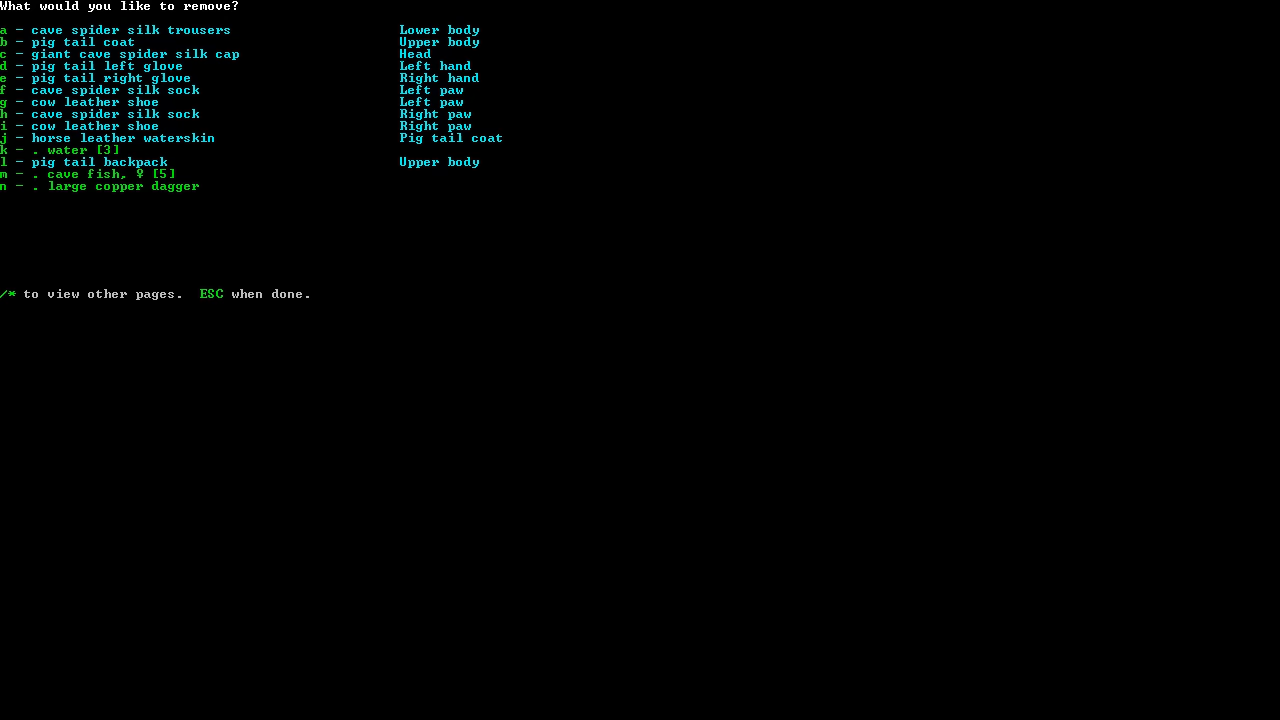 What would you like to remove?
a - cave spider silk trousers Lower body
b - pig tail coat Upper body
c - giant cave spider silk cap Head
d - pig tail left glove Left hand
e - pig tail right glove Right hand
f - cave spider silk sock Left paw
g - cow leather shoe Left paw
h - cave spider silk sock Right paw
i - cow leather shoe Right paw
j - horse leather waterskin Pig tail coat
k - . water [3]
l - pig tail backpack Upper body
m - . cave fish, ♀ [5]
n - . large copper dagger
/* to view other pages. ESC when done.